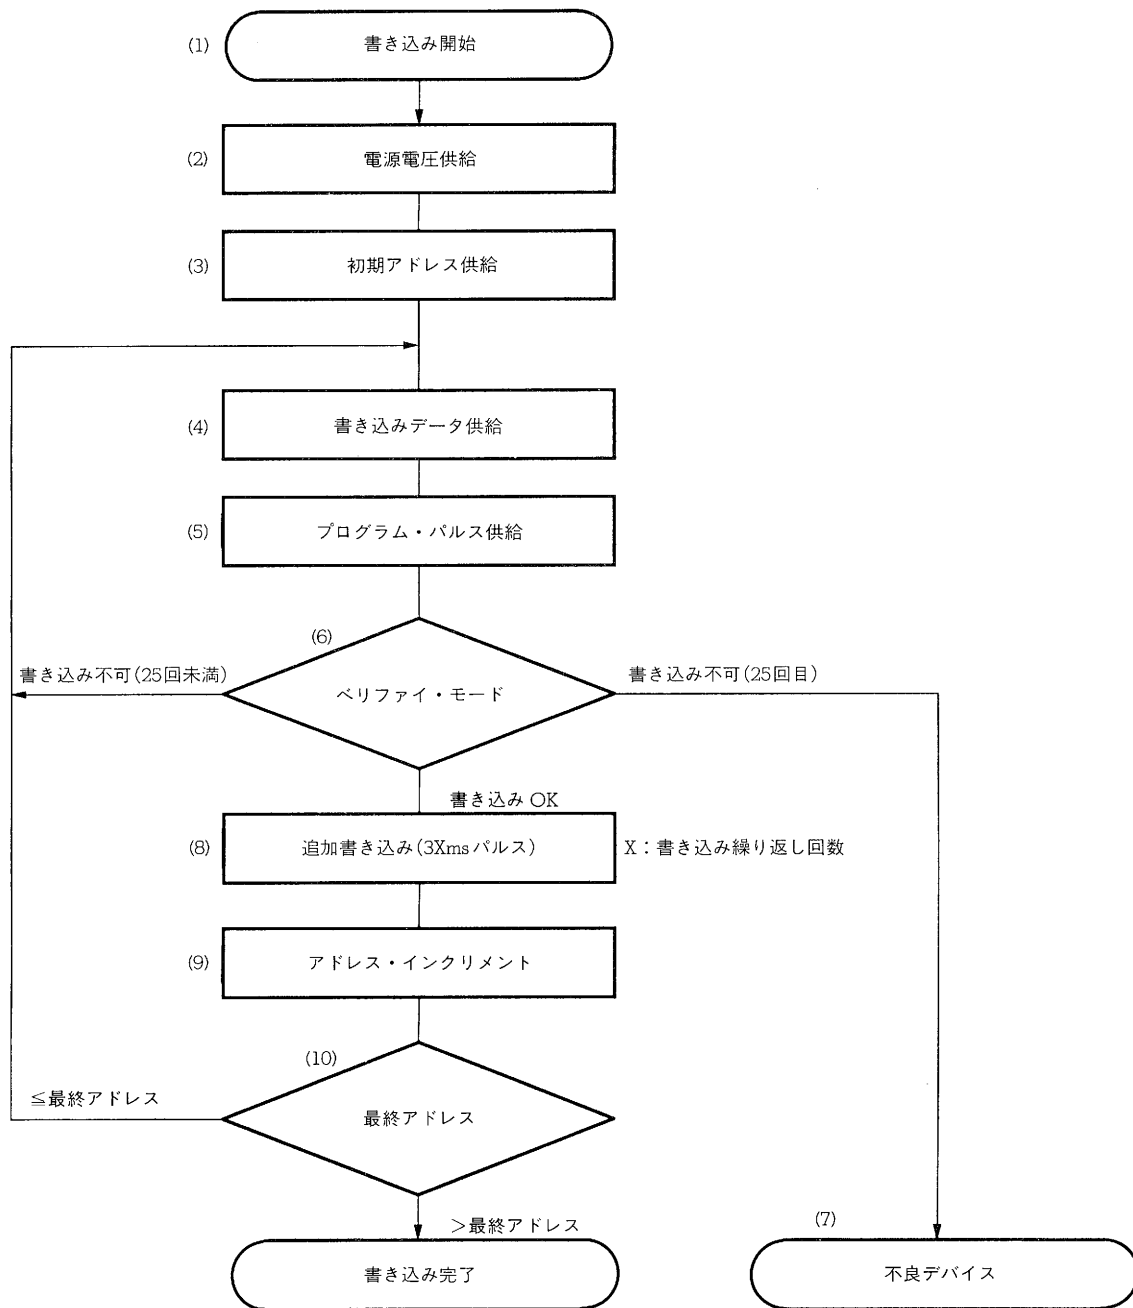 (1) 書き込み開始
(2) 電源電圧供給
(3) 初期アドレス供給
(4) 書き込みデータ供給
(5) プログラム・パルス供給
(6)
書き込み不可(25回未満)
ベリファイ・モード
書き込み不可(25回目)
書き込み OK
(8) 追加書き込み(3Xmsパルス) X:書き込み繰り返し回数
(9) アドレス・インクリメント
(10)
≦最終アドレス
最終アドレス
>最終アドレス
(7)
書き込み完了
不良デバイス